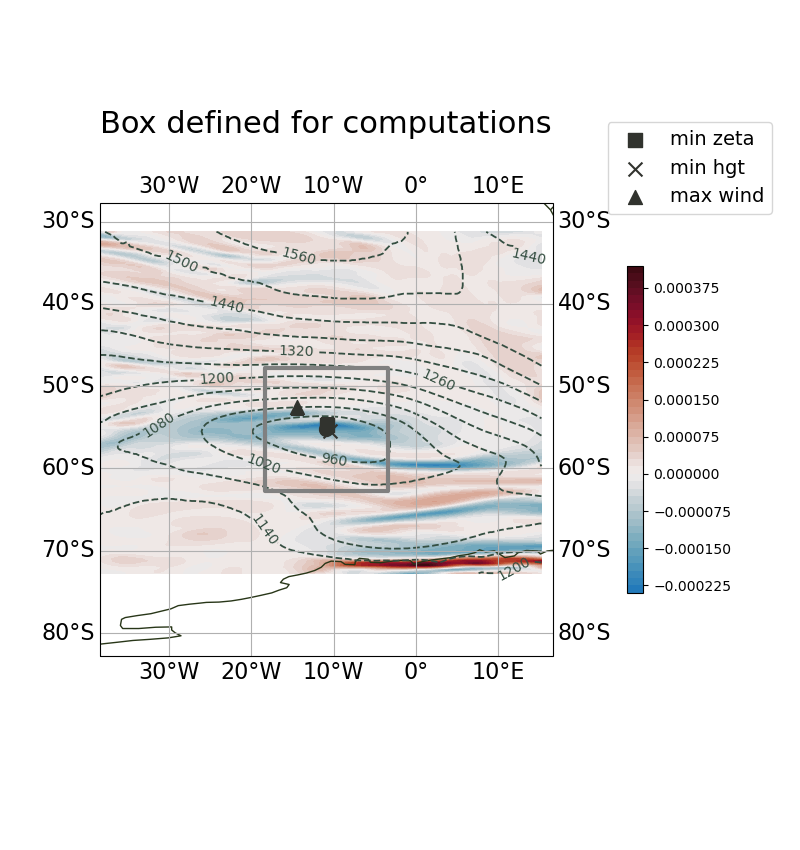 Box defined for computations
min zeta
min hgt
max wind
30°W 20°W 10°W 0° 10°E
30°S 30°S
40°S 40°S
50°S 50°S
60°S 60°S
70°S 70°S
80°S 80°S
30°W 20°W 10°W 0° 10°E
1500
1560
1440
1440
1320
1200
1260
1080
1020
960
1140
1200
0.000375
0.000300
0.000225
0.000150
0.000075
0.000000
−0.000075
−0.000150
−0.000225